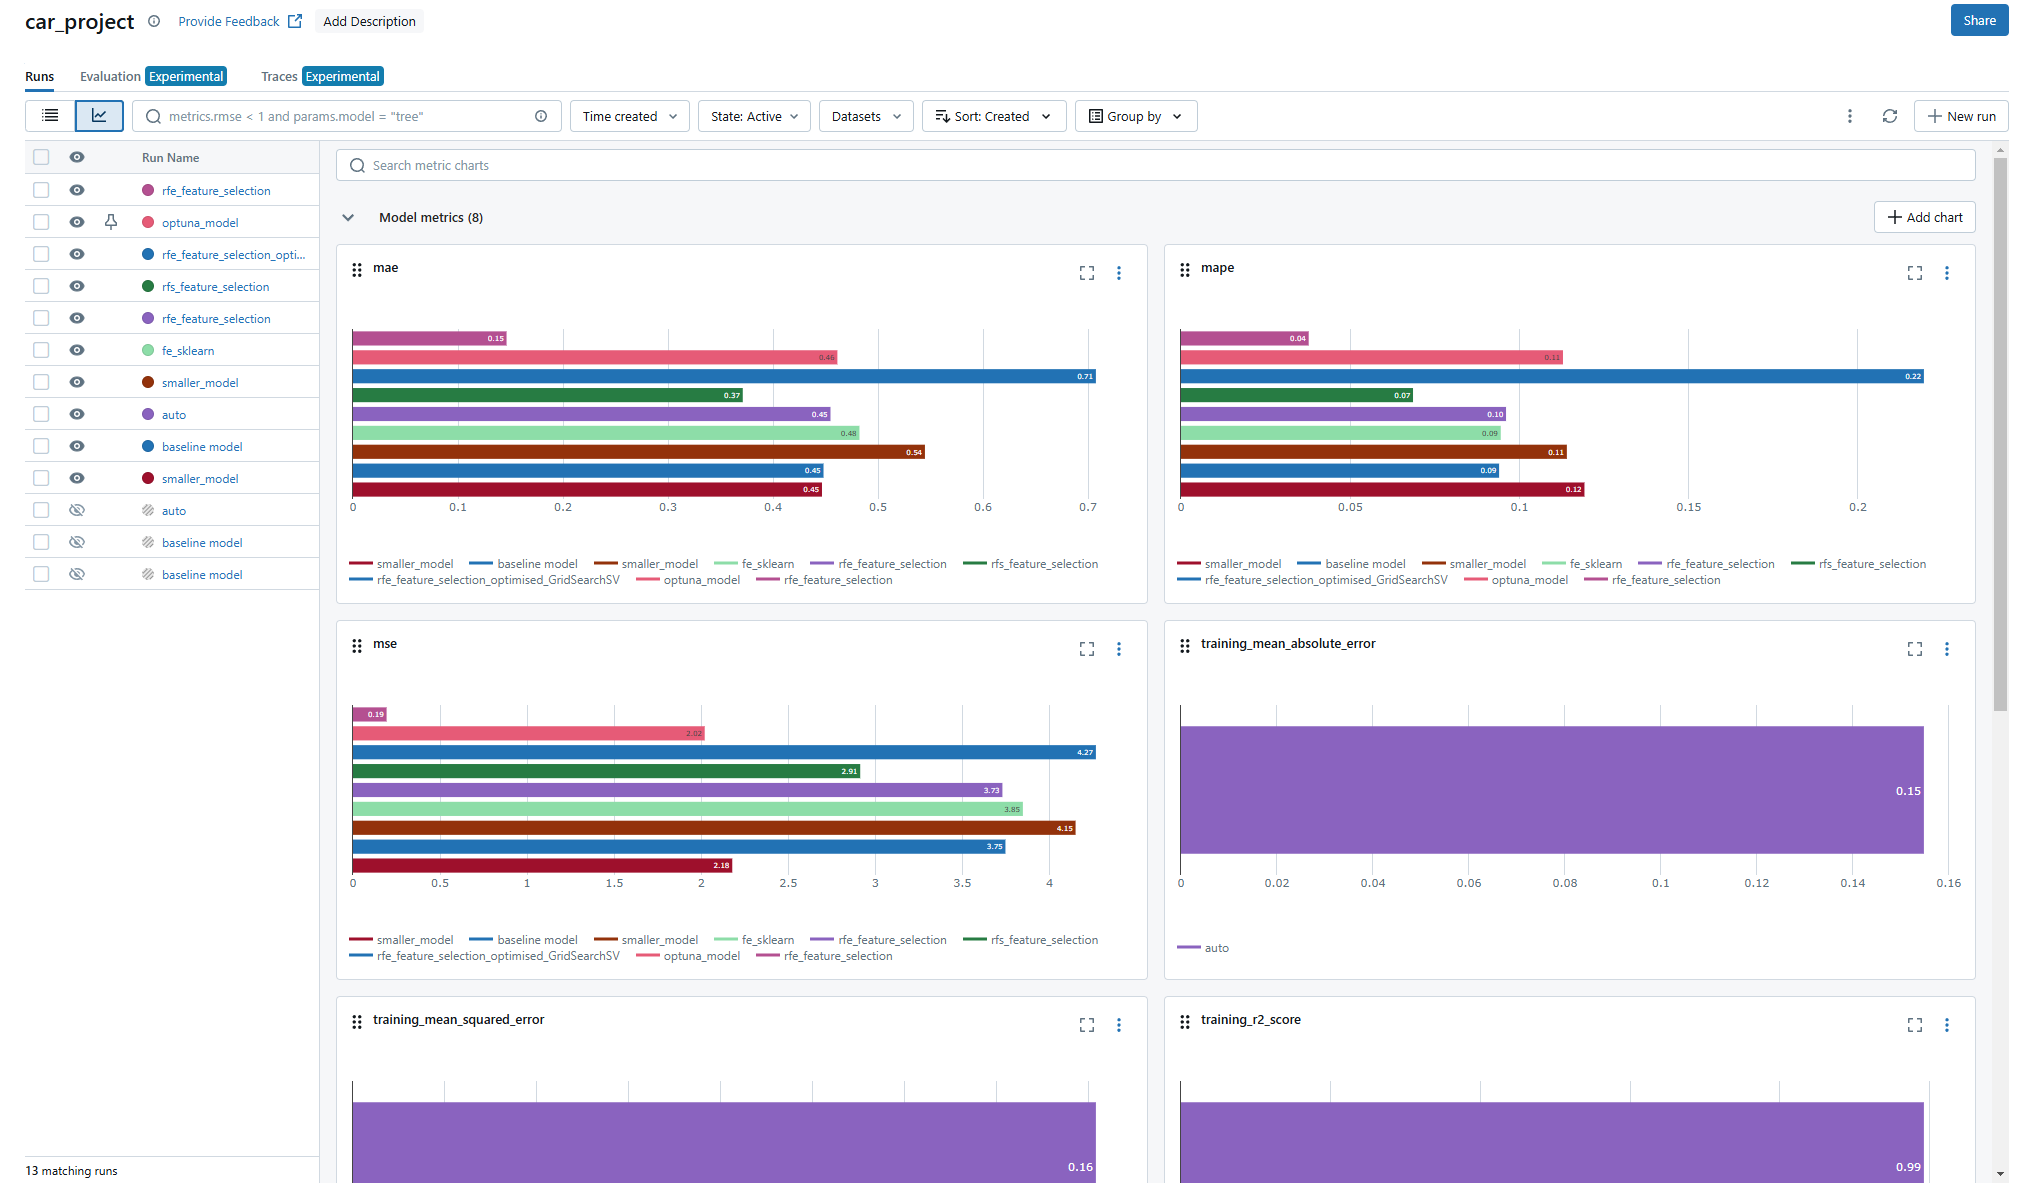 car_project Provide Feedback Add Description
Share
Runs Evaluation Experimental Traces Experimental
metrics.rmse < 1 and params.model = "tree" Time created State: Active Datasets Sort: Created Group by New run
Run Name
rfe_feature_selection
optuna_model
rfe_feature_selection_opti...
rfs_feature_selection
rfe_feature_selection
fe_sklearn
smaller_model
auto
baseline model
smaller_model
auto
baseline model
baseline model
13 matching runs
Search metric charts
Model metrics (8) Add chart
mae
0.15
0.46
0.71
0.37
0.45
0.48
0.54
0.45
0.45
0 0.1 0.2 0.3 0.4 0.5 0.6 0.7
smaller_model baseline model smaller_model fe_sklearn rfe_feature_selection rfs_feature_selection
rfe_feature_selection_optimised_GridSearchSV optuna_model rfe_feature_selection
mape
0.04
0.11
0.22
0.07
0.10
0.09
0.11
0.09
0.12
0 0.05 0.1 0.15 0.2
smaller_model baseline model smaller_model fe_sklearn rfe_feature_selection rfs_feature_selection
rfe_feature_selection_optimised_GridSearchSV optuna_model rfe_feature_selection
mse
0.19
2.02
4.27
2.91
3.73
3.85
4.15
3.75
2.18
0 0.5 1 1.5 2 2.5 3 3.5 4
smaller_model baseline model smaller_model fe_sklearn rfe_feature_selection rfs_feature_selection
rfe_feature_selection_optimised_GridSearchSV optuna_model rfe_feature_selection
training_mean_absolute_error
0.15
0 0.02 0.04 0.06 0.08 0.1 0.12 0.14 0.16
auto
training_mean_squared_error
0.16
training_r2_score
0.99